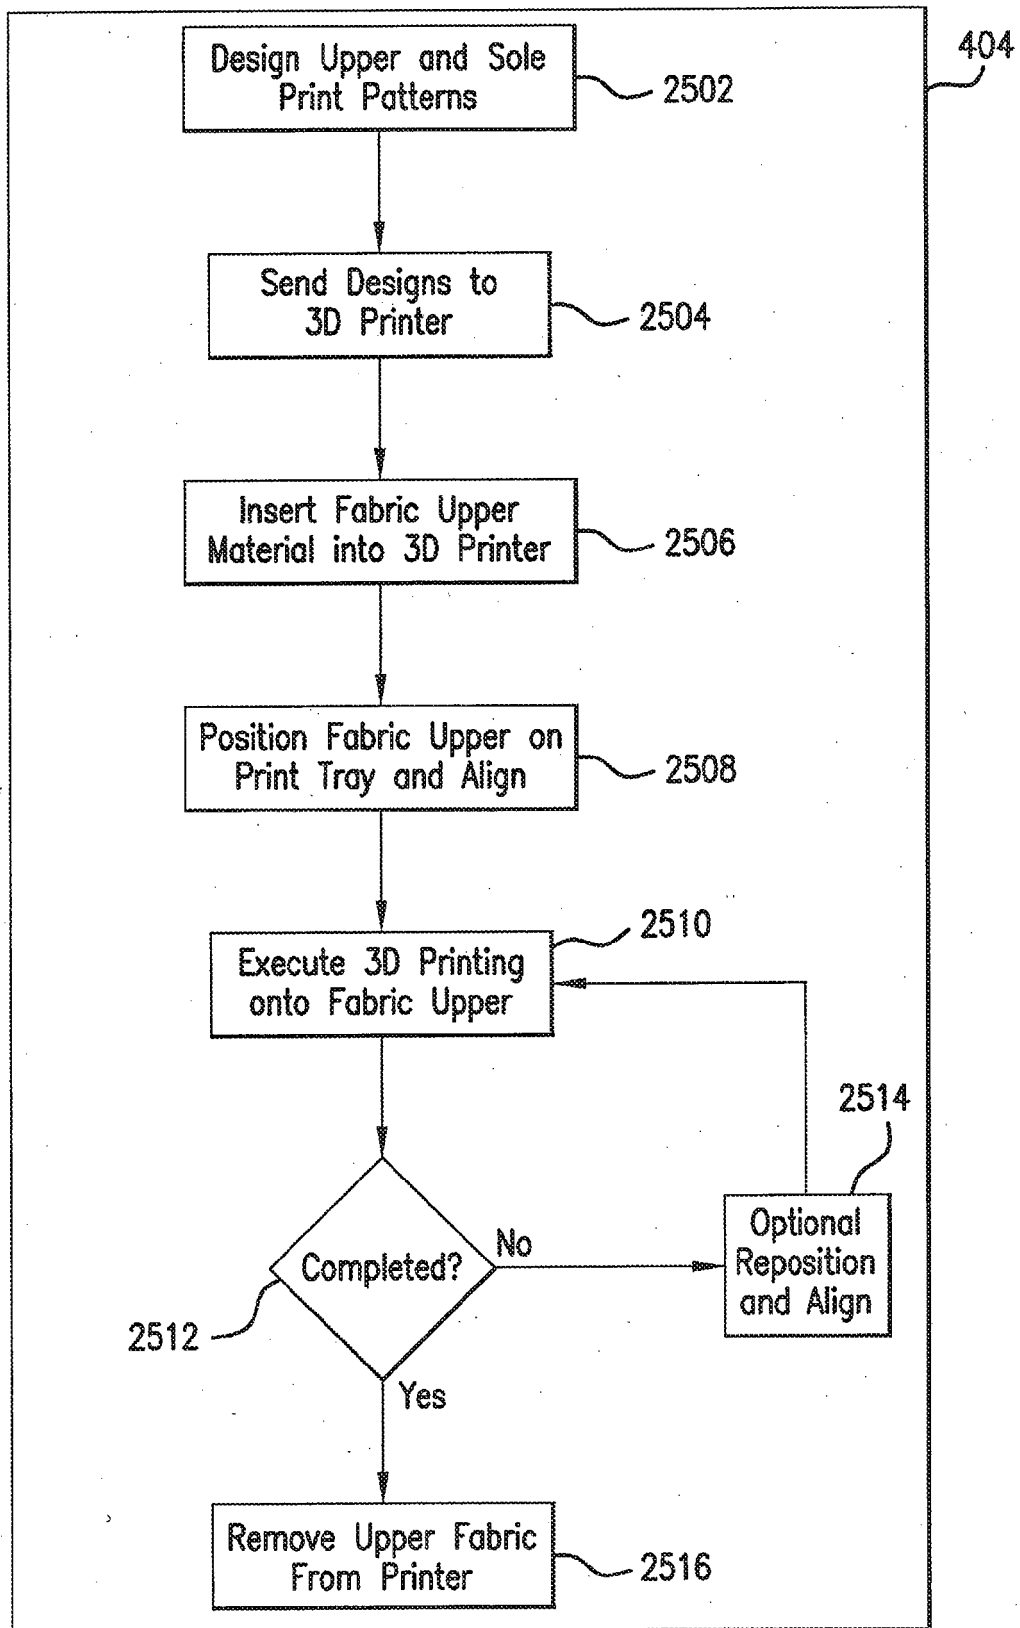 404
Design Upper and Sole
Print Patterns
2502
Send Designs to
3D Printer
2504
Insert Fabric Upper
Material into 3D Printer
2506
Position Fabric Upper on
Print Tray and Align
2508
2510
Execute 3D Printing
onto Fabric Upper
2514
Completed?
No
Optional
Reposition
and Align
2512
Yes
Remove Upper Fabric
From Printer
2516